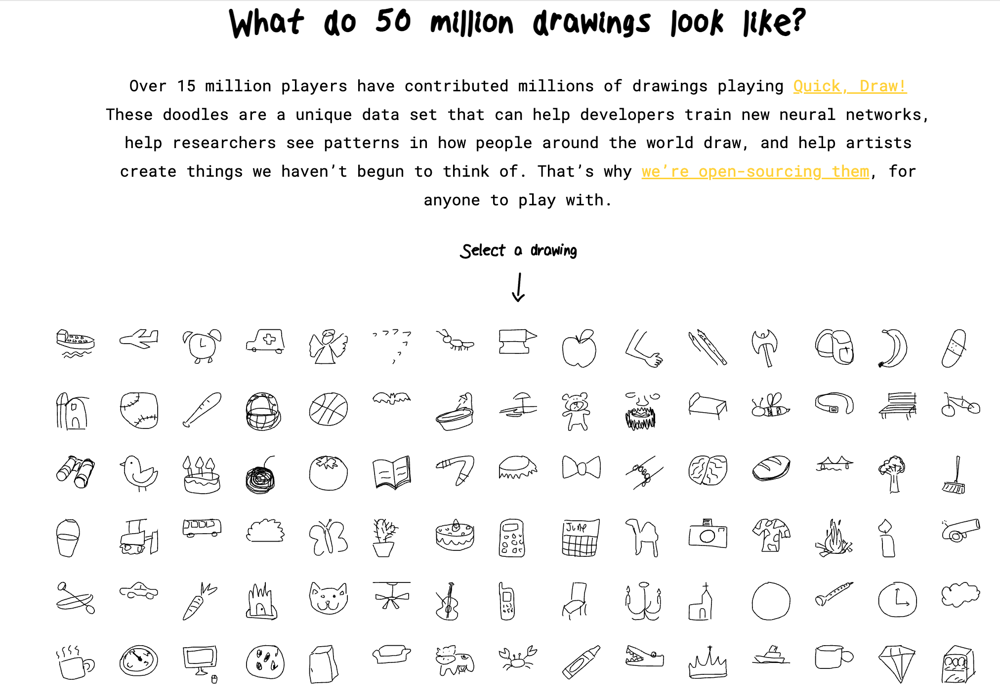 What do 50 million drawings look like?
Over 15 million players have contributed millions of drawings playing Quick, Draw!
These doodles are a unique data set that can help developers train new neural networks,
help researchers see patterns in how people around the world draw, and help artists
create things we haven’t begun to think of. That’s why we’re open-sourcing them, for
anyone to play with.
Select a drawing
June